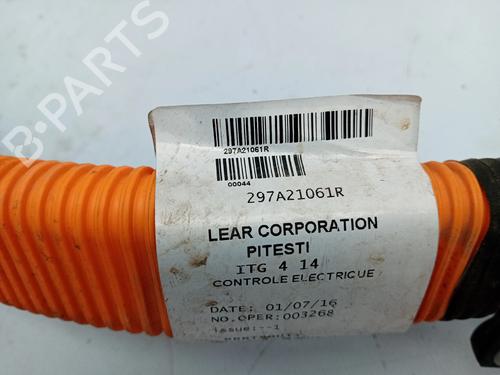 297A21061R
00044
297A21061R
LEAR CORPORATION
PITESTI
ITG 4 14
CONTROLE ELECTRIQUE
DATE: 01/07/16
NO.OPER:003268
issue:--1
B-PARTS